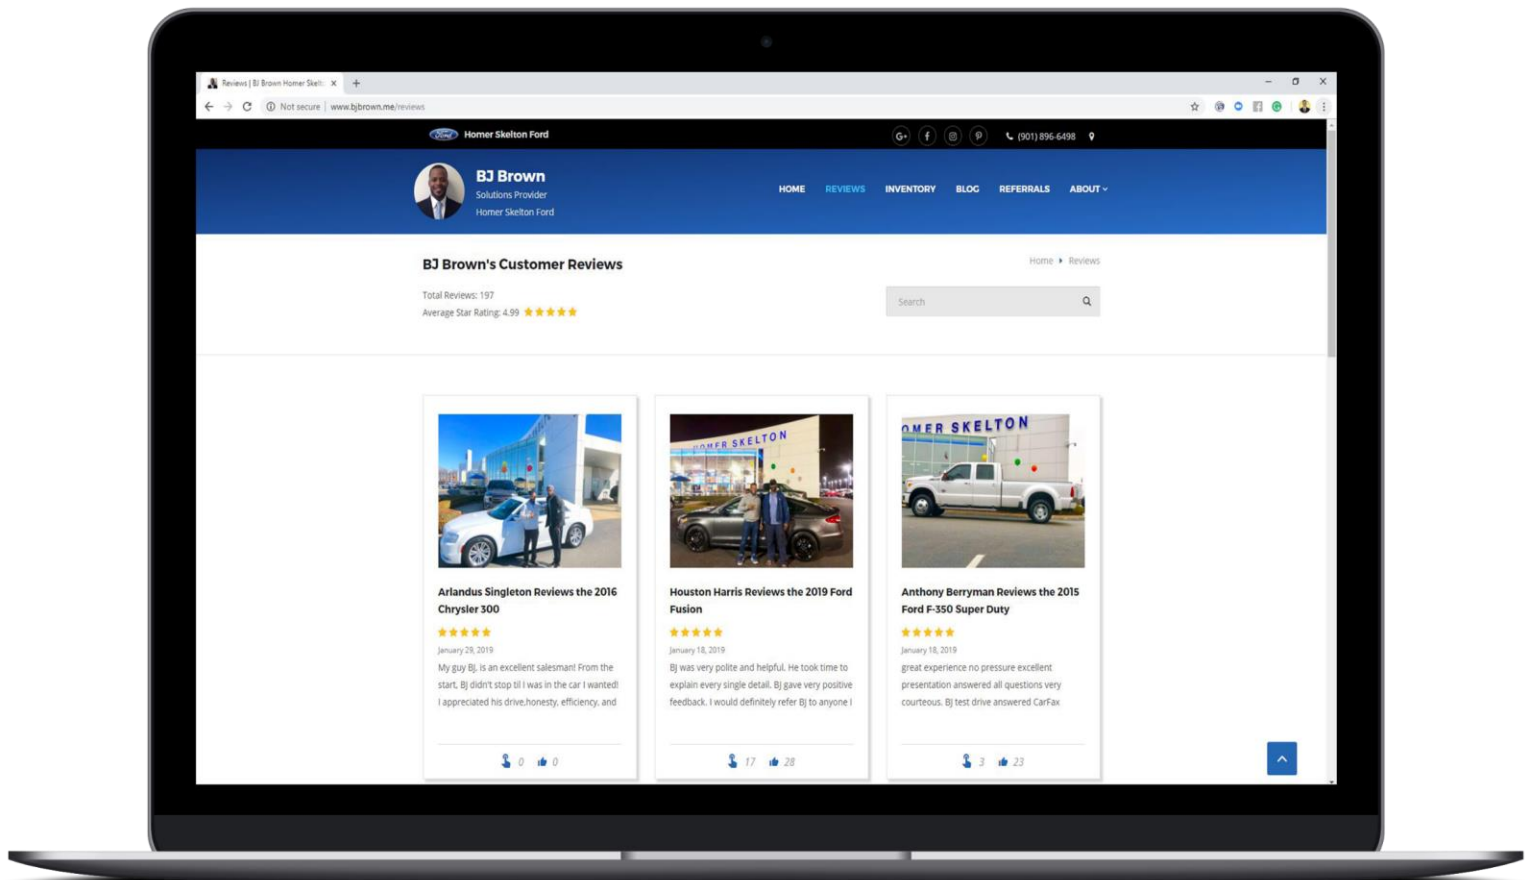 Reviews | BJ Brown Homer Skelt
Not secure | www.bjbrown.me/reviews
Ford
Homer Skelton Ford
G+
(901) 896-6498
BJ Brown
Solutions Provider
Homer Skelton Ford
HOME
REVIEWS
INVENTORY
BLOG
REFERRALS
ABOUT
BJ Brown's Customer Reviews
Home
Reviews
Total Reviews: 197
Average Star Rating: 4.99
Search
HOMER SKELTON
OMER SKELTON
Arlandus Singleton Reviews the 2016
Chrysler 300
January 29, 2019
My guy BJ, is an excellent salesman! From the
start, BJ didn't stop til I was in the car I wanted!
I appreciated his drive,honesty, efficiency, and
0
0
Houston Harris Reviews the 2019 Ford
Fusion
January 18, 2019
BJ was very polite and helpful. He took time to
explain every single detail. BJ gave very positive
feedback. I would definitely refer BJ to anyone I
17
28
Anthony Berryman Reviews the 2015
Ford F-350 Super Duty
January 18, 2019
great experience no pressure excellent
presentation answered all questions very
courteous. BJ test drive answered CarFax
3
23